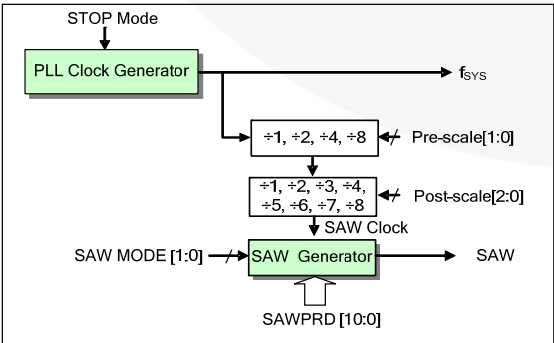 STOP Mode
PLL Clock Generator
fSYS
÷1, ÷2, ÷4, ÷8
Pre-scale[1:0]
÷1, ÷2, ÷3, ÷4,
÷5, ÷6, ÷7, ÷8
Post-scale[2:0]
SAW Clock
SAW MODE [1:0]
SAW Generator
SAW
SAWPRD [10:0]